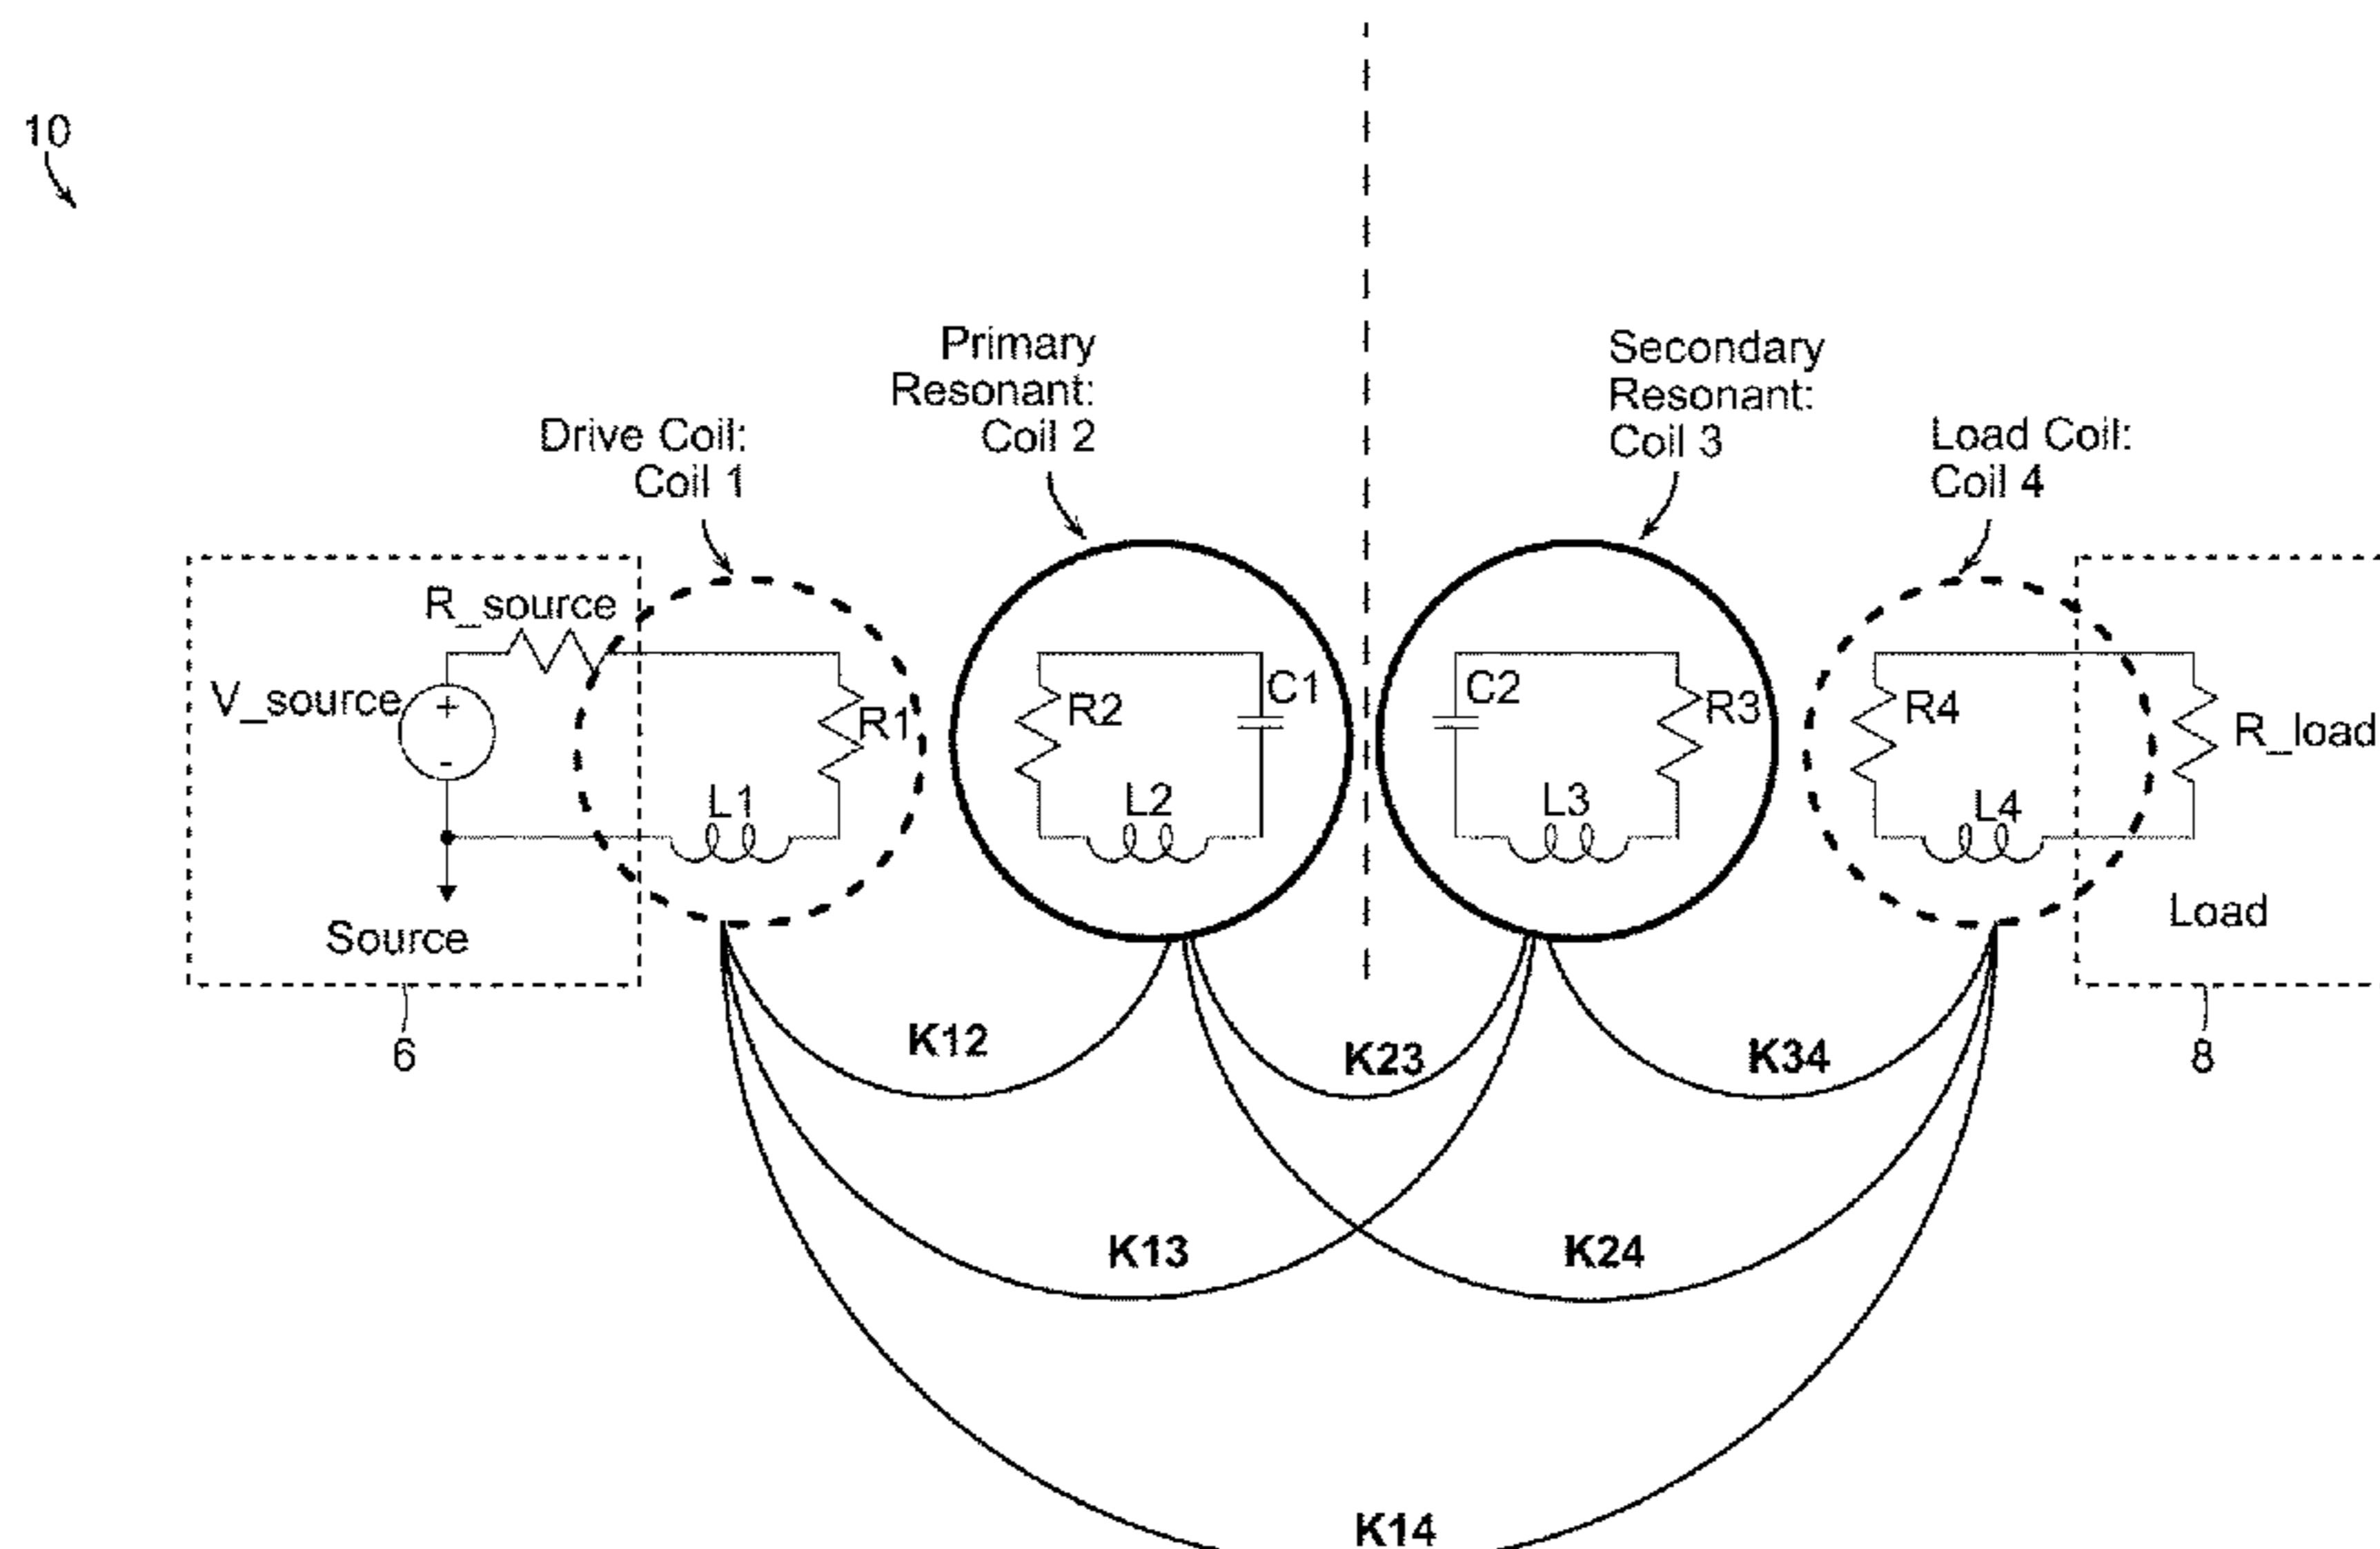 10
Primary
Resonant:
Coil 2
Secondary
Resonant:
Coil 3
Drive Coil:
Coil 1
Load Coil:
Coil 4
R_source
V_source
+
-
R1
L1
R2
C1
L2
C2
R3
L3
R4
L4
R_load
Source
Load
6
8
K12
K23
K34
K13
K24
K14